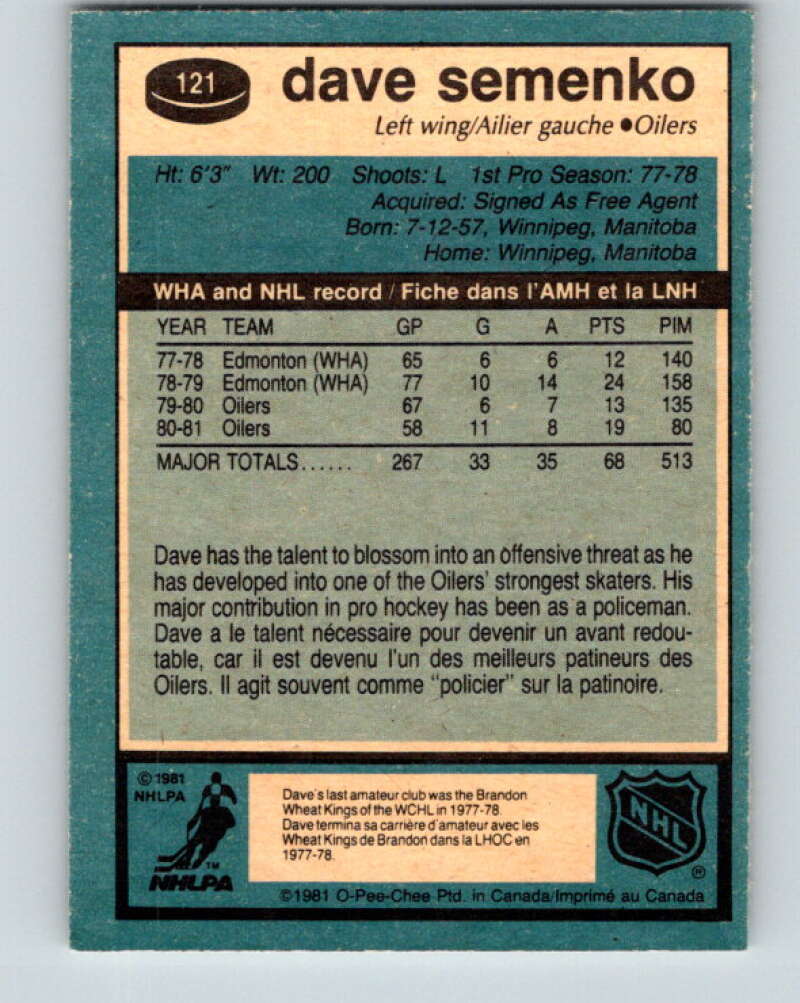 121
dave semenko
Left wing/Ailier gauche ●Oilers
Ht: 6'3" Wt: 200 Shoots: L 1st Pro Season: 77-78
Acquired: Signed As Free Agent
Born: 7-12-57, Winnipeg, Manitoba
Home: Winnipeg, Manitoba
WHA and NHL record / Fiche dans l'AMH et la LNH
YEAR TEAM GP G A PTS PIM
77-78 Edmonton (WHA) 65 6 6 12 140
78-79 Edmonton (WHA) 77 10 14 24 158
79-80 Oilers 67 6 7 13 135
80-81 Oilers 58 11 8 19 80
MAJOR TOTALS...... 267 33 35 68 513
Dave has the talent to blossom into an offensive threat as he
has developed into one of the Oilers' strongest skaters. His
major contribution in pro hockey has been as a policeman.
Dave a le talent nécessaire pour devenir un avant redou-
table, car il est devenu l'un des meilleurs patineurs des
Oilers. Il agit souvent comme "policier" sur la patinoire.
© 1981
NHLPA
TM
NHLPA
Dave's last amateur club was the Brandon
Wheat Kings of the WCHL in 1977-78.
Dave termina sa carrière d'amateur avec les
Wheat Kings de Brandon dans la LHOC en
1977-78.
NHL
®
©1981 O-Pee-Chee Ptd. in Canada/Imprimé au Canada